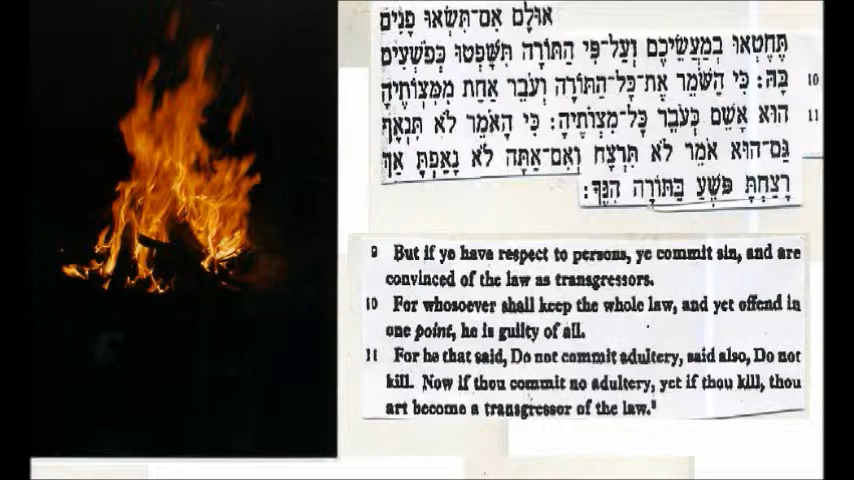 אוּלָם אִם־תִּשְׂאוּ פָנִים
תֶּחֶטְאוּ בְמַעֲשֵׂיכֶם וְעַל־פִּי הַתּוֹרָה תִּשָּׁפְטוּ כְּפֹשְׁעִים
בָּהּ׃ כִּי הַשֹּׁמֵר אֶת־כָּל־הַתּוֹרָה וְעֹבֵר אַחַת מִמִּצְוֹתֶיהָ 10
הוּא אָשֵׁם כְּעֹבֵר כָּל־מִצְוֹתֶיהָ׃ כִּי הָאֹמֵר לֹא תִנְאָף 11
גַּם־הוּא אֹמֵר לֹא תִרְצָח וְאִם־אַתָּה לֹא נָאַפְתָּ אַךְ
רָצַחְתָּ פֹּשֵׁעַ בַּתּוֹרָה הִנֶּךָּ׃
9 But if ye have respect to persons, ye commit sin, and are
convinced of the law as transgressors.
10 For whosoever shall keep the whole law, and yet offend in
one point, he is guilty of all.
11 For he that said, Do not commit adultery, said also, Do not
kill. Now if thou commit no adultery, yet if thou kill, thou
art become a transgressor of the law.